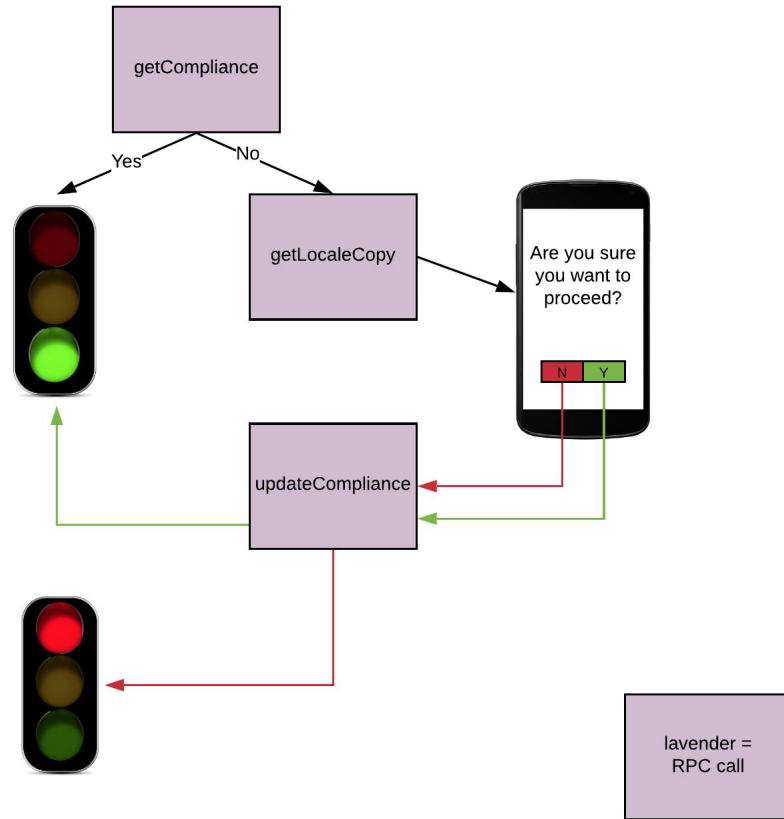 getCompliance
Yes
No
getLocaleCopy
Are you sure
you want to
proceed?
N Y
updateCompliance
lavender =
RPC call